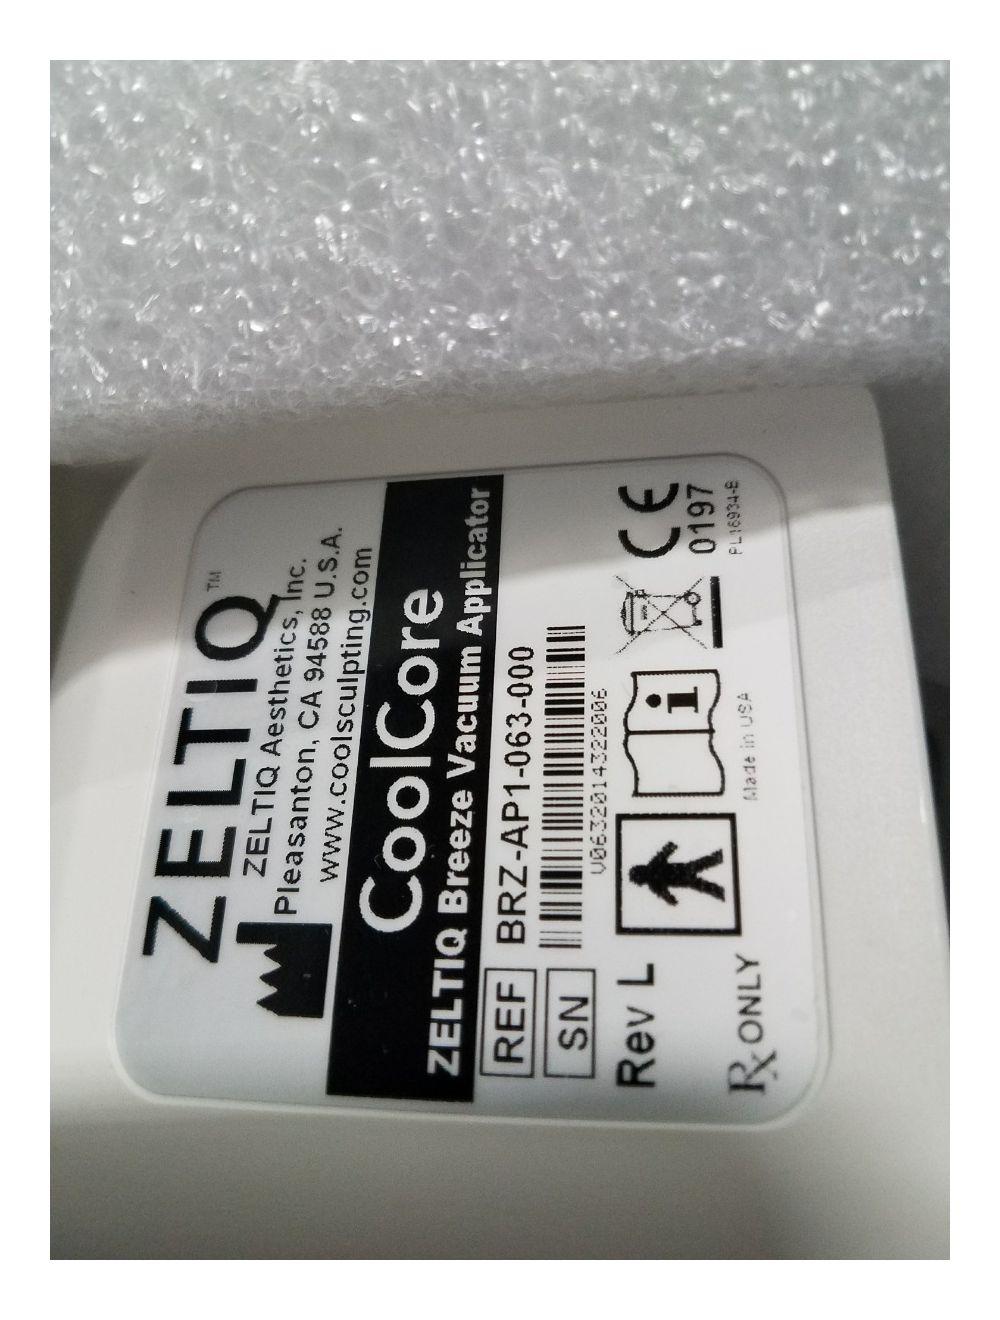 ZELTIQ™
ZELTIQ Aesthetics, Inc.
Pleasanton, CA 94588 U.S.A.
www.coolsculpting.com
CoolCore
ZELTIQ Breeze Vacuum Applicator
REF BRZ-AP1-063-000
SN
V0632014322006
Rev L
CE
0197
Rx ONLY
Made in USA
PL16934-B